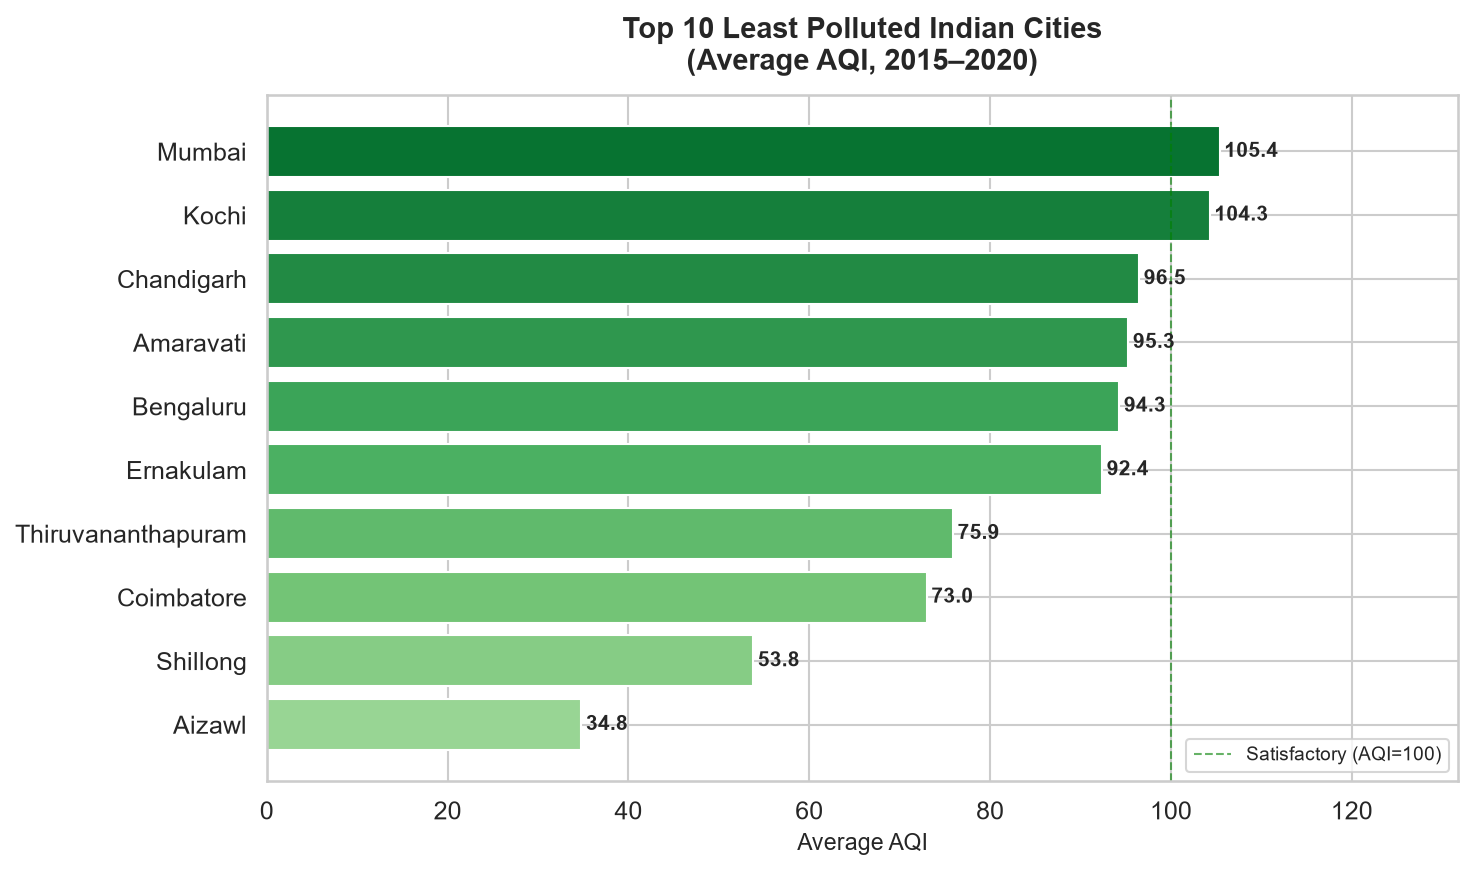 Top 10 Least Polluted Indian Cities
(Average AQI, 2015–2020)
Mumbai 105.4
Kochi 104.3
Chandigarh 96.5
Amaravati 95.3
Bengaluru 94.3
Ernakulam 92.4
Thiruvananthapuram 75.9
Coimbatore 73.0
Shillong 53.8
Aizawl 34.8
Satisfactory (AQI=100)
0 20 40 60 80 100 120
Average AQI